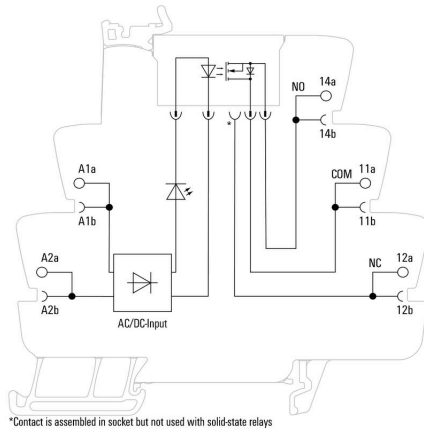 NO
14a
14b
*
A1a
A1b
COM
11a
11b
A2a
A2b
NC
12a
12b
AC/DC-Input
*Contact is assembled in socket but not used with solid-state relays